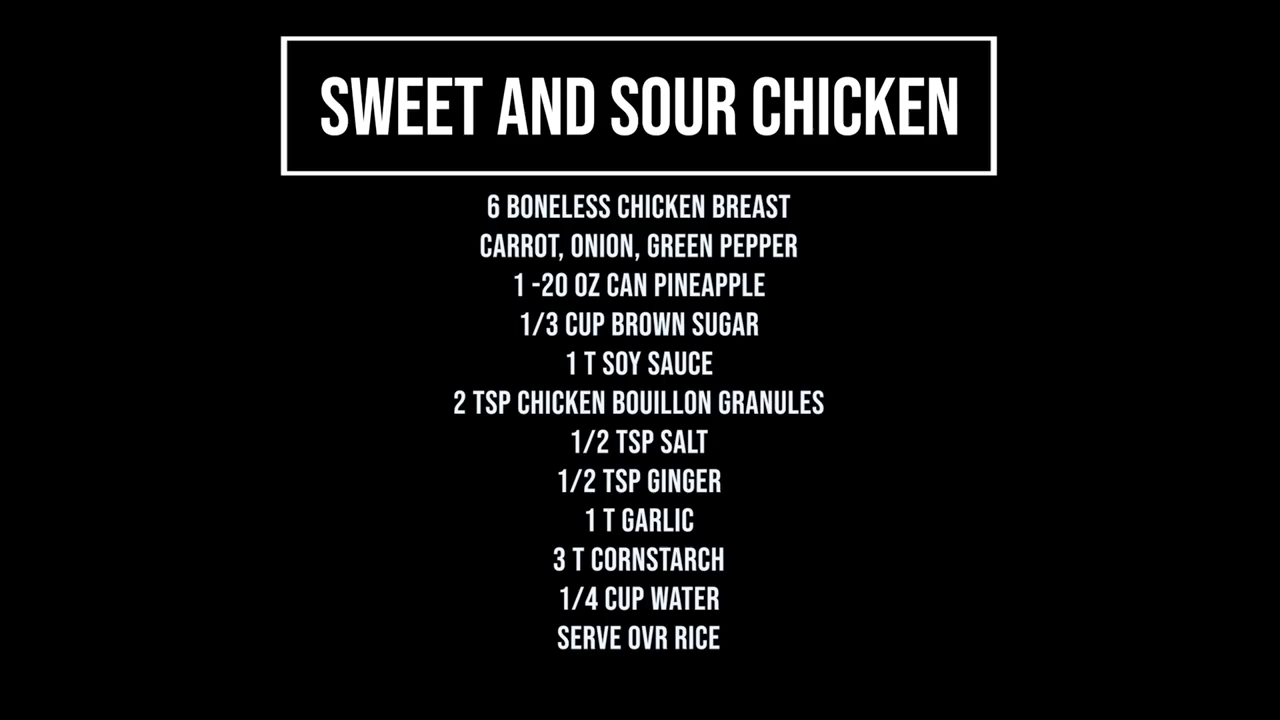 SWEET AND SOUR CHICKEN
6 BONELESS CHICKEN BREAST
CARROT, ONION, GREEN PEPPER
1 -20 OZ CAN PINEAPPLE
1/3 CUP BROWN SUGAR
1 T SOY SAUCE
2 TSP CHICKEN BOUILLON GRANULES
1/2 TSP SALT
1/2 TSP GINGER
1 T GARLIC
3 T CORNSTARCH
1/4 CUP WATER
SERVE OVR RICE